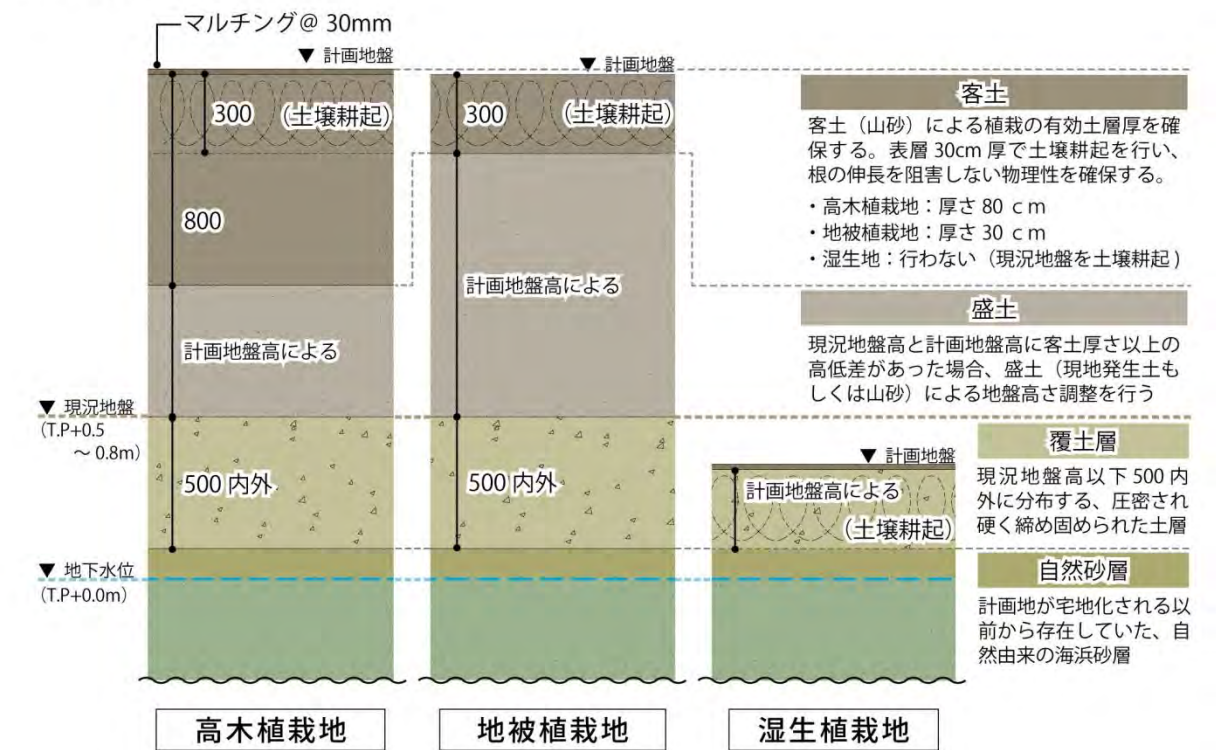 マルチング＠30mm
▼ 計画地盤
▼ 計画地盤
300
(土壌耕起)
300
(土壌耕起)
800
計画地盤高による
計画地盤高による
▼ 現況地盤
(T.P+0.5
～ 0.8m)
500 内外
500 内外
▼ 計画地盤
計画地盤高による
(土壌耕起)
▼ 地下水位
(T.P+0.0m)
高木植栽地
地被植栽地
湿生植栽地
客土
客土（山砂）による植栽の有効土層厚を確
保する。表層 30cm 厚で土壌耕起を行い、
根の伸長を阻害しない物理性を確保する。
・高木植栽地：厚さ 80 ｃｍ
・地被植栽地：厚さ 30 ｃｍ
・湿生地：行わない（現況地盤を土壌耕起 )
盛土
現況地盤高と計画地盤高に客土厚さ以上の
高低差があった場合、盛土（現地発生土も
しくは山砂）による地盤高さ調整を行う
覆土層
現況地盤高以下 500 内
外に分布する、圧密され
硬く締め固められた土層
自然砂層
計画地が宅地化される以
前から存在していた、自
然由来の海浜砂層